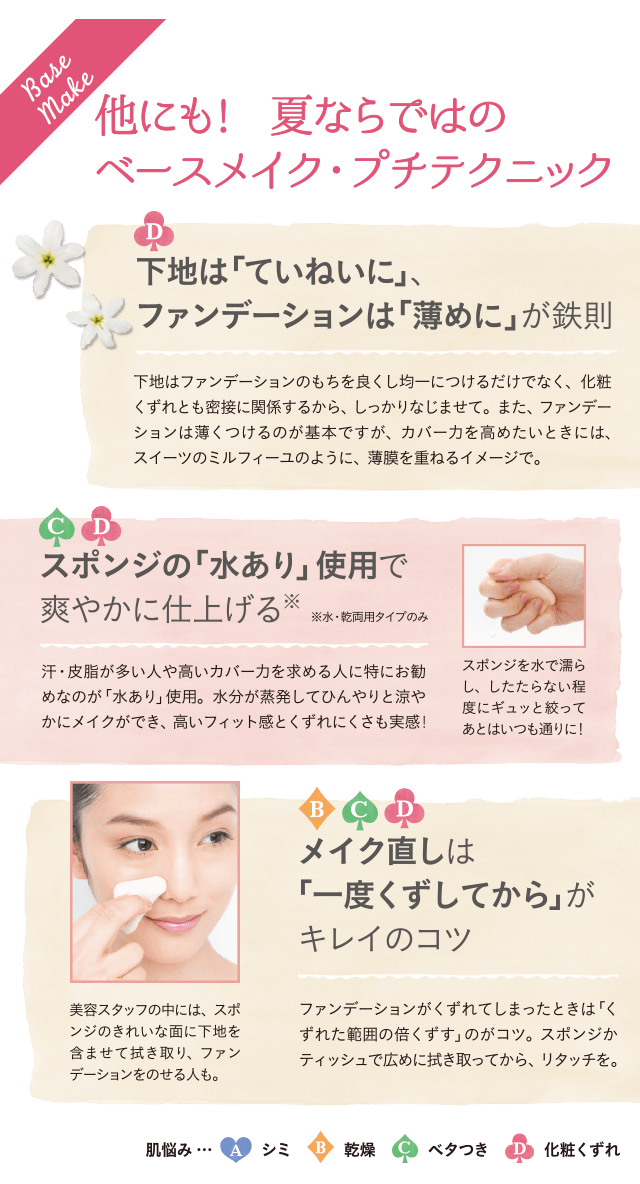 Base
Make
他にも! 夏ならではの
ベースメイク・プチテクニック
D
下地は「ていねいに」、
ファンデーションは「薄めに」が鉄則
下地はファンデーションのもちを良くし均一につけるだけでなく、化粧
くずれとも密接に関係するから、しっかりなじませて。また、ファンデー
ションは薄くつけるのが基本ですが、カバー力を高めたいときには、
スイーツのミルフィーユのように、薄膜を重ねるイメージで。
C D
スポンジの「水あり」使用で
爽やかに仕上げる※ ※水・乾両用タイプのみ
汗・皮脂が多い人や高いカバー力を求める人に特にお勧
めなのが「水あり」使用。水分が蒸発してひんやりと涼や
かにメイクができ、高いフィット感とくずれにくさも実感!
スポンジを水で濡ら
し、したたらない程
度にギュッと絞って
あとはいつも通りに!
B C D
メイク直しは
「一度くずしてから」が
キレイのコツ
ファンデーションがくずれてしまったときは「く
ずれた範囲の倍くずす」のがコツ。スポンジか
ティッシュで広めに拭き取ってから、リタッチを。
美容スタッフの中には、スポ
ンジのきれいな面に下地を
含ませて拭き取り、ファン
デーションをのせる人も。
肌悩み… A シミ B 乾燥 C ベタつき D 化粧くずれ